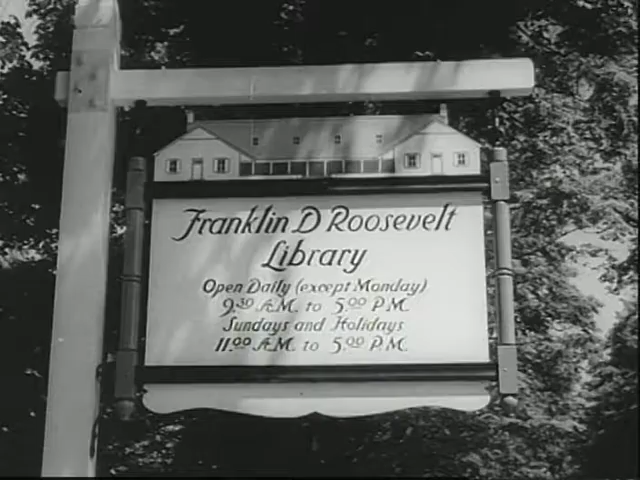 Franklin D Roosevelt
Library
Open Daily (except Monday)
9.30 A.M. to 5.00 P.M.
Sundays and Holidays
11.00 A.M. to 5.00 P.M.